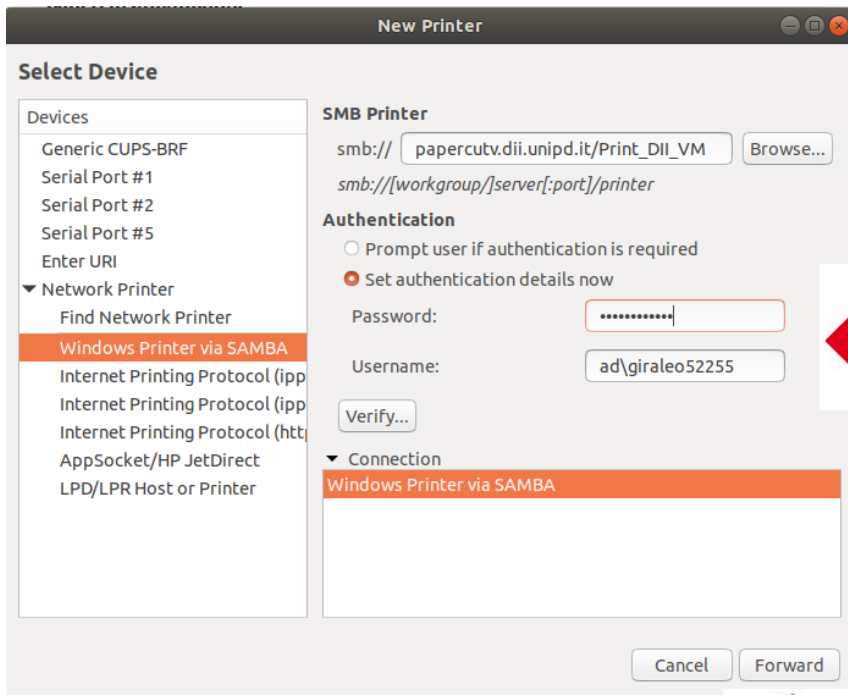 New Printer
Select Device
Devices
Generic CUPS-BRF
Serial Port #1
Serial Port #2
Serial Port #5
Enter URI
Network Printer
Find Network Printer
Windows Printer via SAMBA
Internet Printing Protocol (ipp
Internet Printing Protocol (ipp
Internet Printing Protocol (htt
AppSocket/HP JetDirect
LPD/LPR Host or Printer
SMB Printer
smb:// papercutv.dii.unipd.it/Print_DII_VM Browse...
smb://[workgroup/]server[:port]/printer
Authentication
Prompt user if authentication is required
Set authentication details now
Password: ••••••••••••
Username: ad\giraleo52255
Verify...
Connection
Windows Printer via SAMBA
Cancel Forward